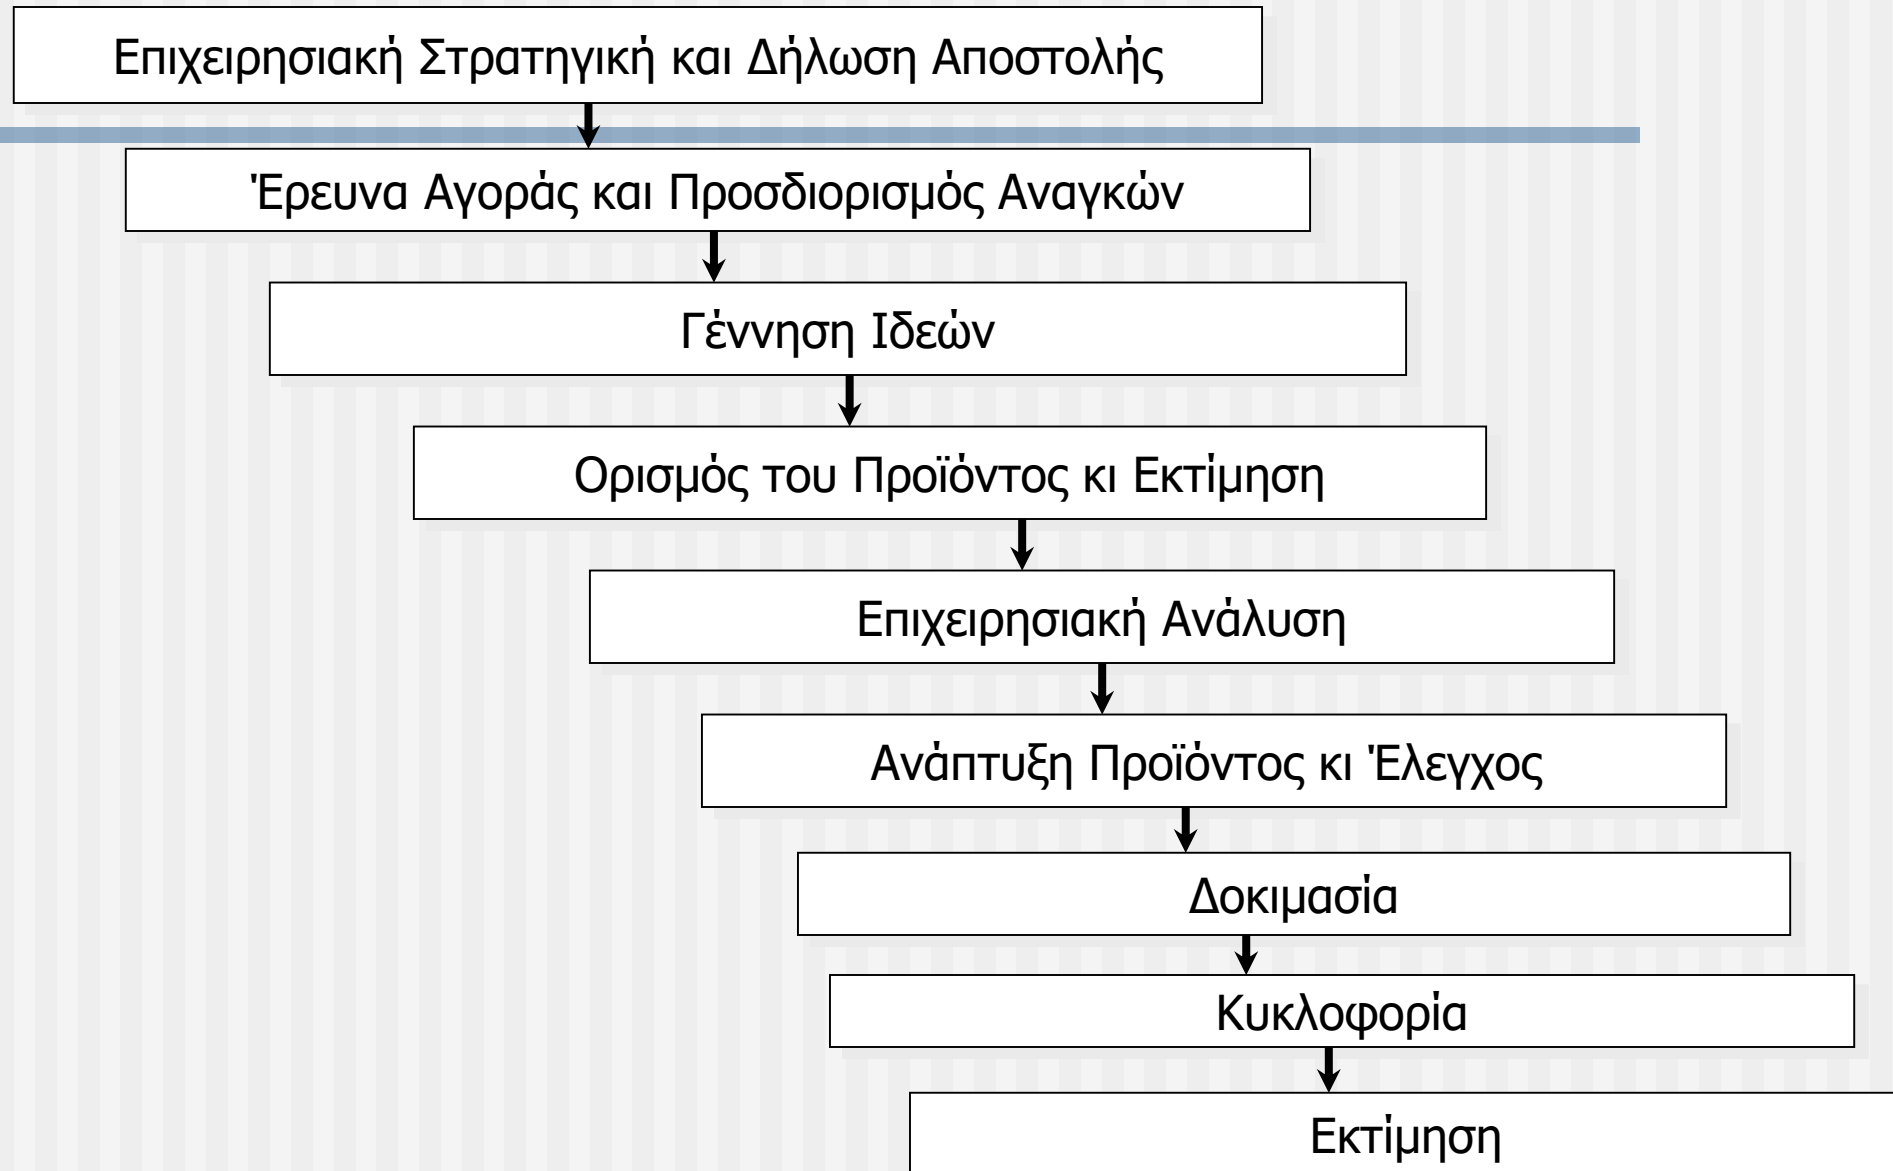 Επιχειρησιακή Στρατηγική και Δήλωση Αποστολής
Έρευνα Αγοράς και Προσδιορισμός Αναγκών
Γέννηση Ιδεών
Ορισμός του Προϊόντος κι Εκτίμηση
Επιχειρησιακή Ανάλυση
Ανάπτυξη Προϊόντος κι Έλεγχος
Δοκιμασία
Κυκλοφορία
Εκτίμηση